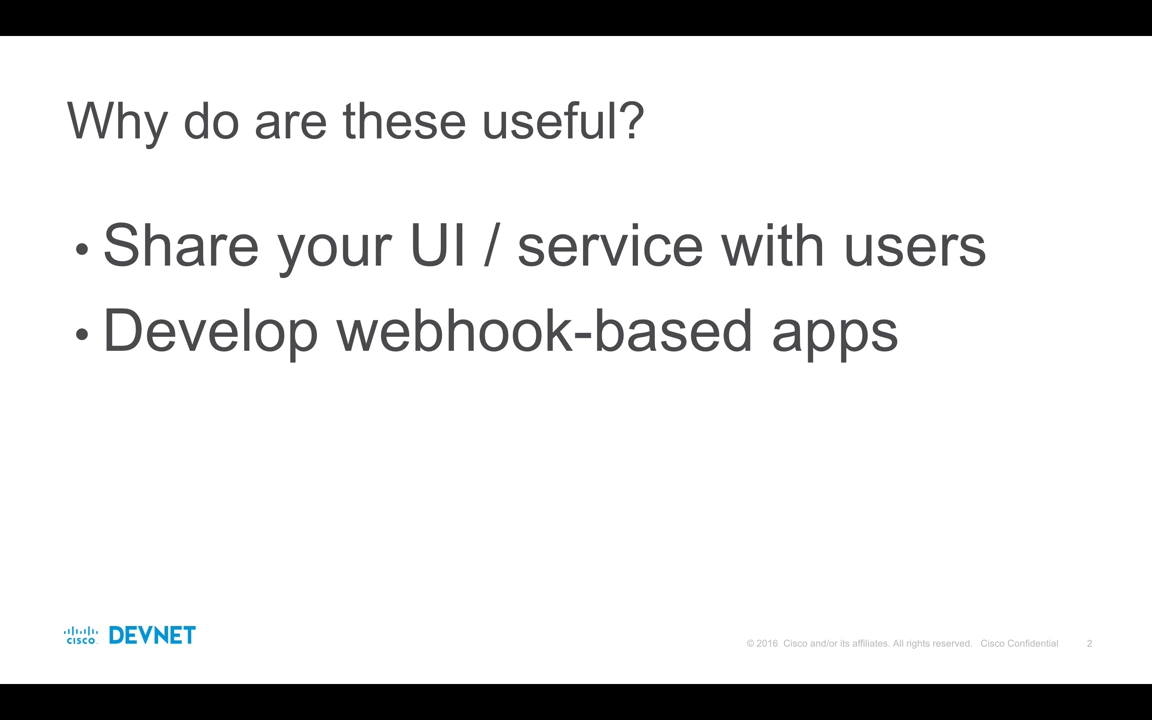 Why do are these useful?
• Share your UI / service with users
• Develop webhook-based apps
CISCO DEVNET
© 2016 Cisco and/or its affiliates. All rights reserved. Cisco Confidential 2